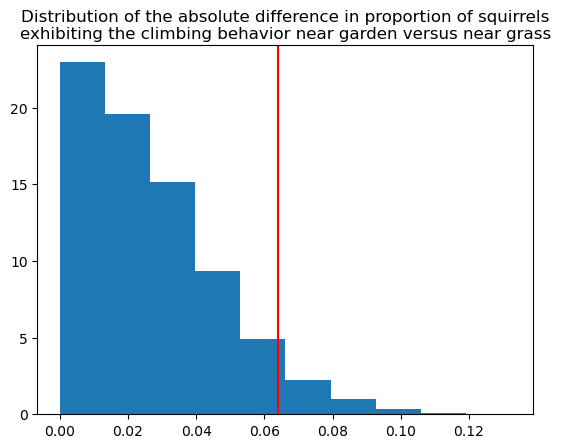 Distribution of the absolute difference in proportion of squirrels
exhibiting the climbing behavior near garden versus near grass
20
15
10
5
0
0.00 0.02 0.04 0.06 0.08 0.10 0.12